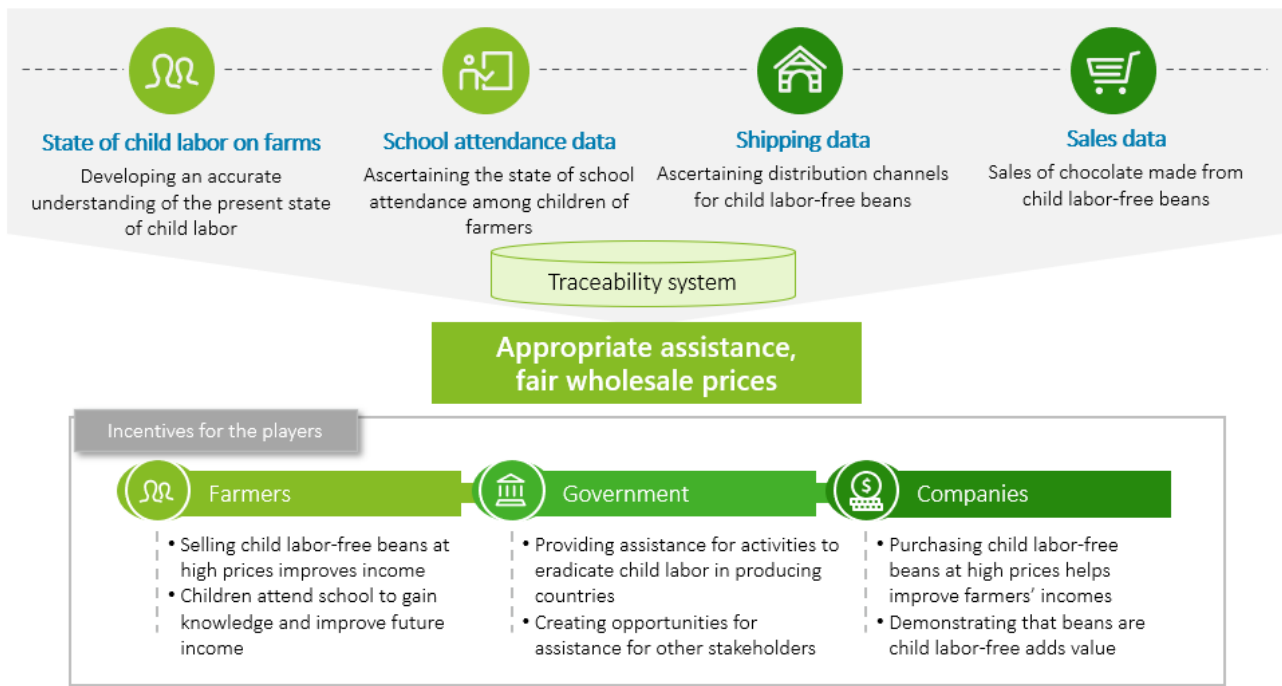 State of child labor on farms
Developing an accurate
understanding of the present state
of child labor
School attendance data
Ascertaining the state of school
attendance among children of
farmers
Shipping data
Ascertaining distribution channels
for child labor-free beans
Sales data
Sales of chocolate made from
child labor-free beans
Traceability system
Appropriate assistance,
fair wholesale prices
Incentives for the players
Farmers
• Selling child labor-free beans at
high prices improves income
• Children attend school to gain
knowledge and improve future
income
Government
• Providing assistance for activities to
eradicate child labor in producing
countries
• Creating opportunities for
assistance for other stakeholders
$
Companies
• Purchasing child labor-free
beans at high prices helps
improve farmers’ incomes
• Demonstrating that beans are
child labor-free adds value